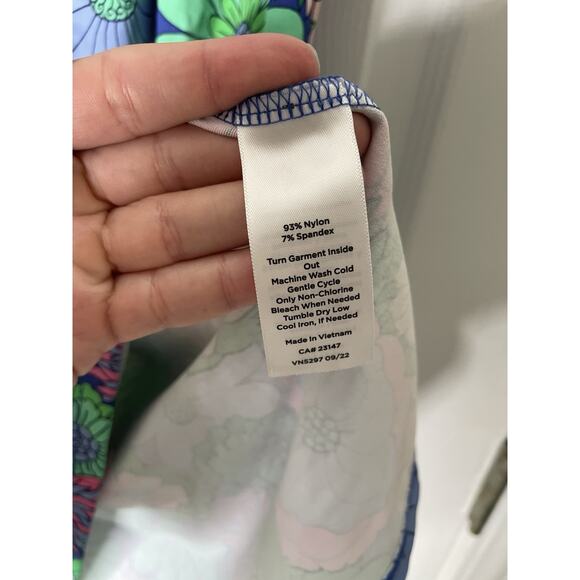 93% Nylon
7% Spandex
Turn Garment Inside
Out
Machine Wash Cold
Gentle Cycle
Only Non-Chlorine
Bleach When Needed
Tumble Dry Low
Cool Iron, If Needed
Made in Vietnam
CA# 23147
VN5297 09/22